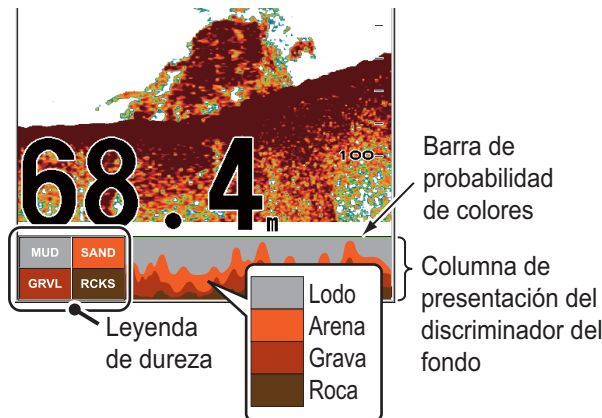 100
68.4m
Barra de
probabilidad
de colores
MUD SAND
GRVL RCKS
Leyenda
de dureza
Lodo
Arena
Grava
Roca
Columna de
presentación del
discriminador del
fondo